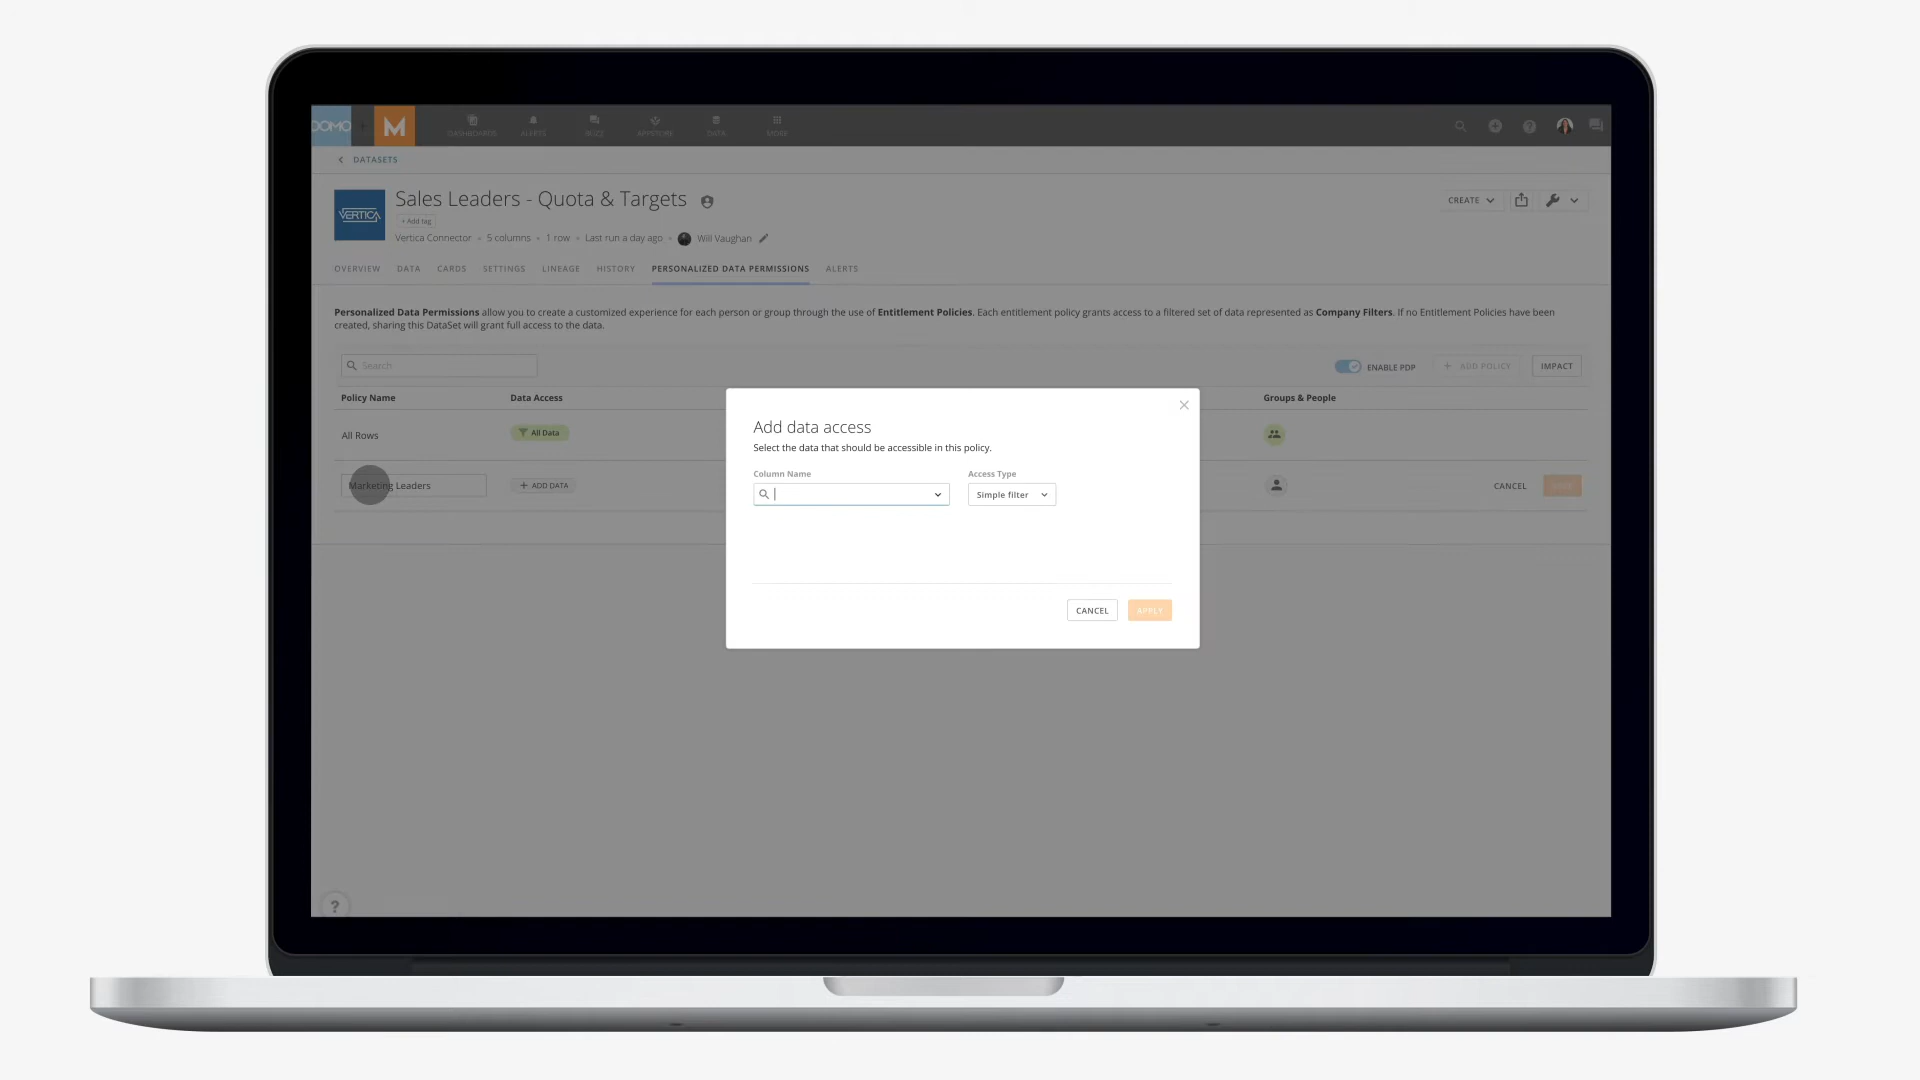 DOMO
M
DASHBOARDS ALERTS BUZZ APPSTORE DATA MORE
DATASETS
VERTICA
Sales Leaders - Quota & Targets
+ Add tag
Vertica Connector • 5 columns • 1 row • Last run a day ago • Will Vaughan
CREATE
OVERVIEW DATA CARDS SETTINGS LINEAGE HISTORY PERSONALIZED DATA PERMISSIONS ALERTS
Personalized Data Permissions allow you to create a customized experience for each person or group through the use of Entitlement Policies. Each entitlement policy grants access to a filtered set of data represented as Company Filters. If no Entitlement Policies have been
created, sharing this DataSet will grant full access to the data.
Search
ENABLE PDP + ADD POLICY IMPACT
Policy Name Data Access Groups & People
All Rows All Data
Marketing Leaders + ADD DATA CANCEL SAVE
Add data access
Select the data that should be accessible in this policy.
Column Name Access Type
Simple filter
CANCEL APPLY
?